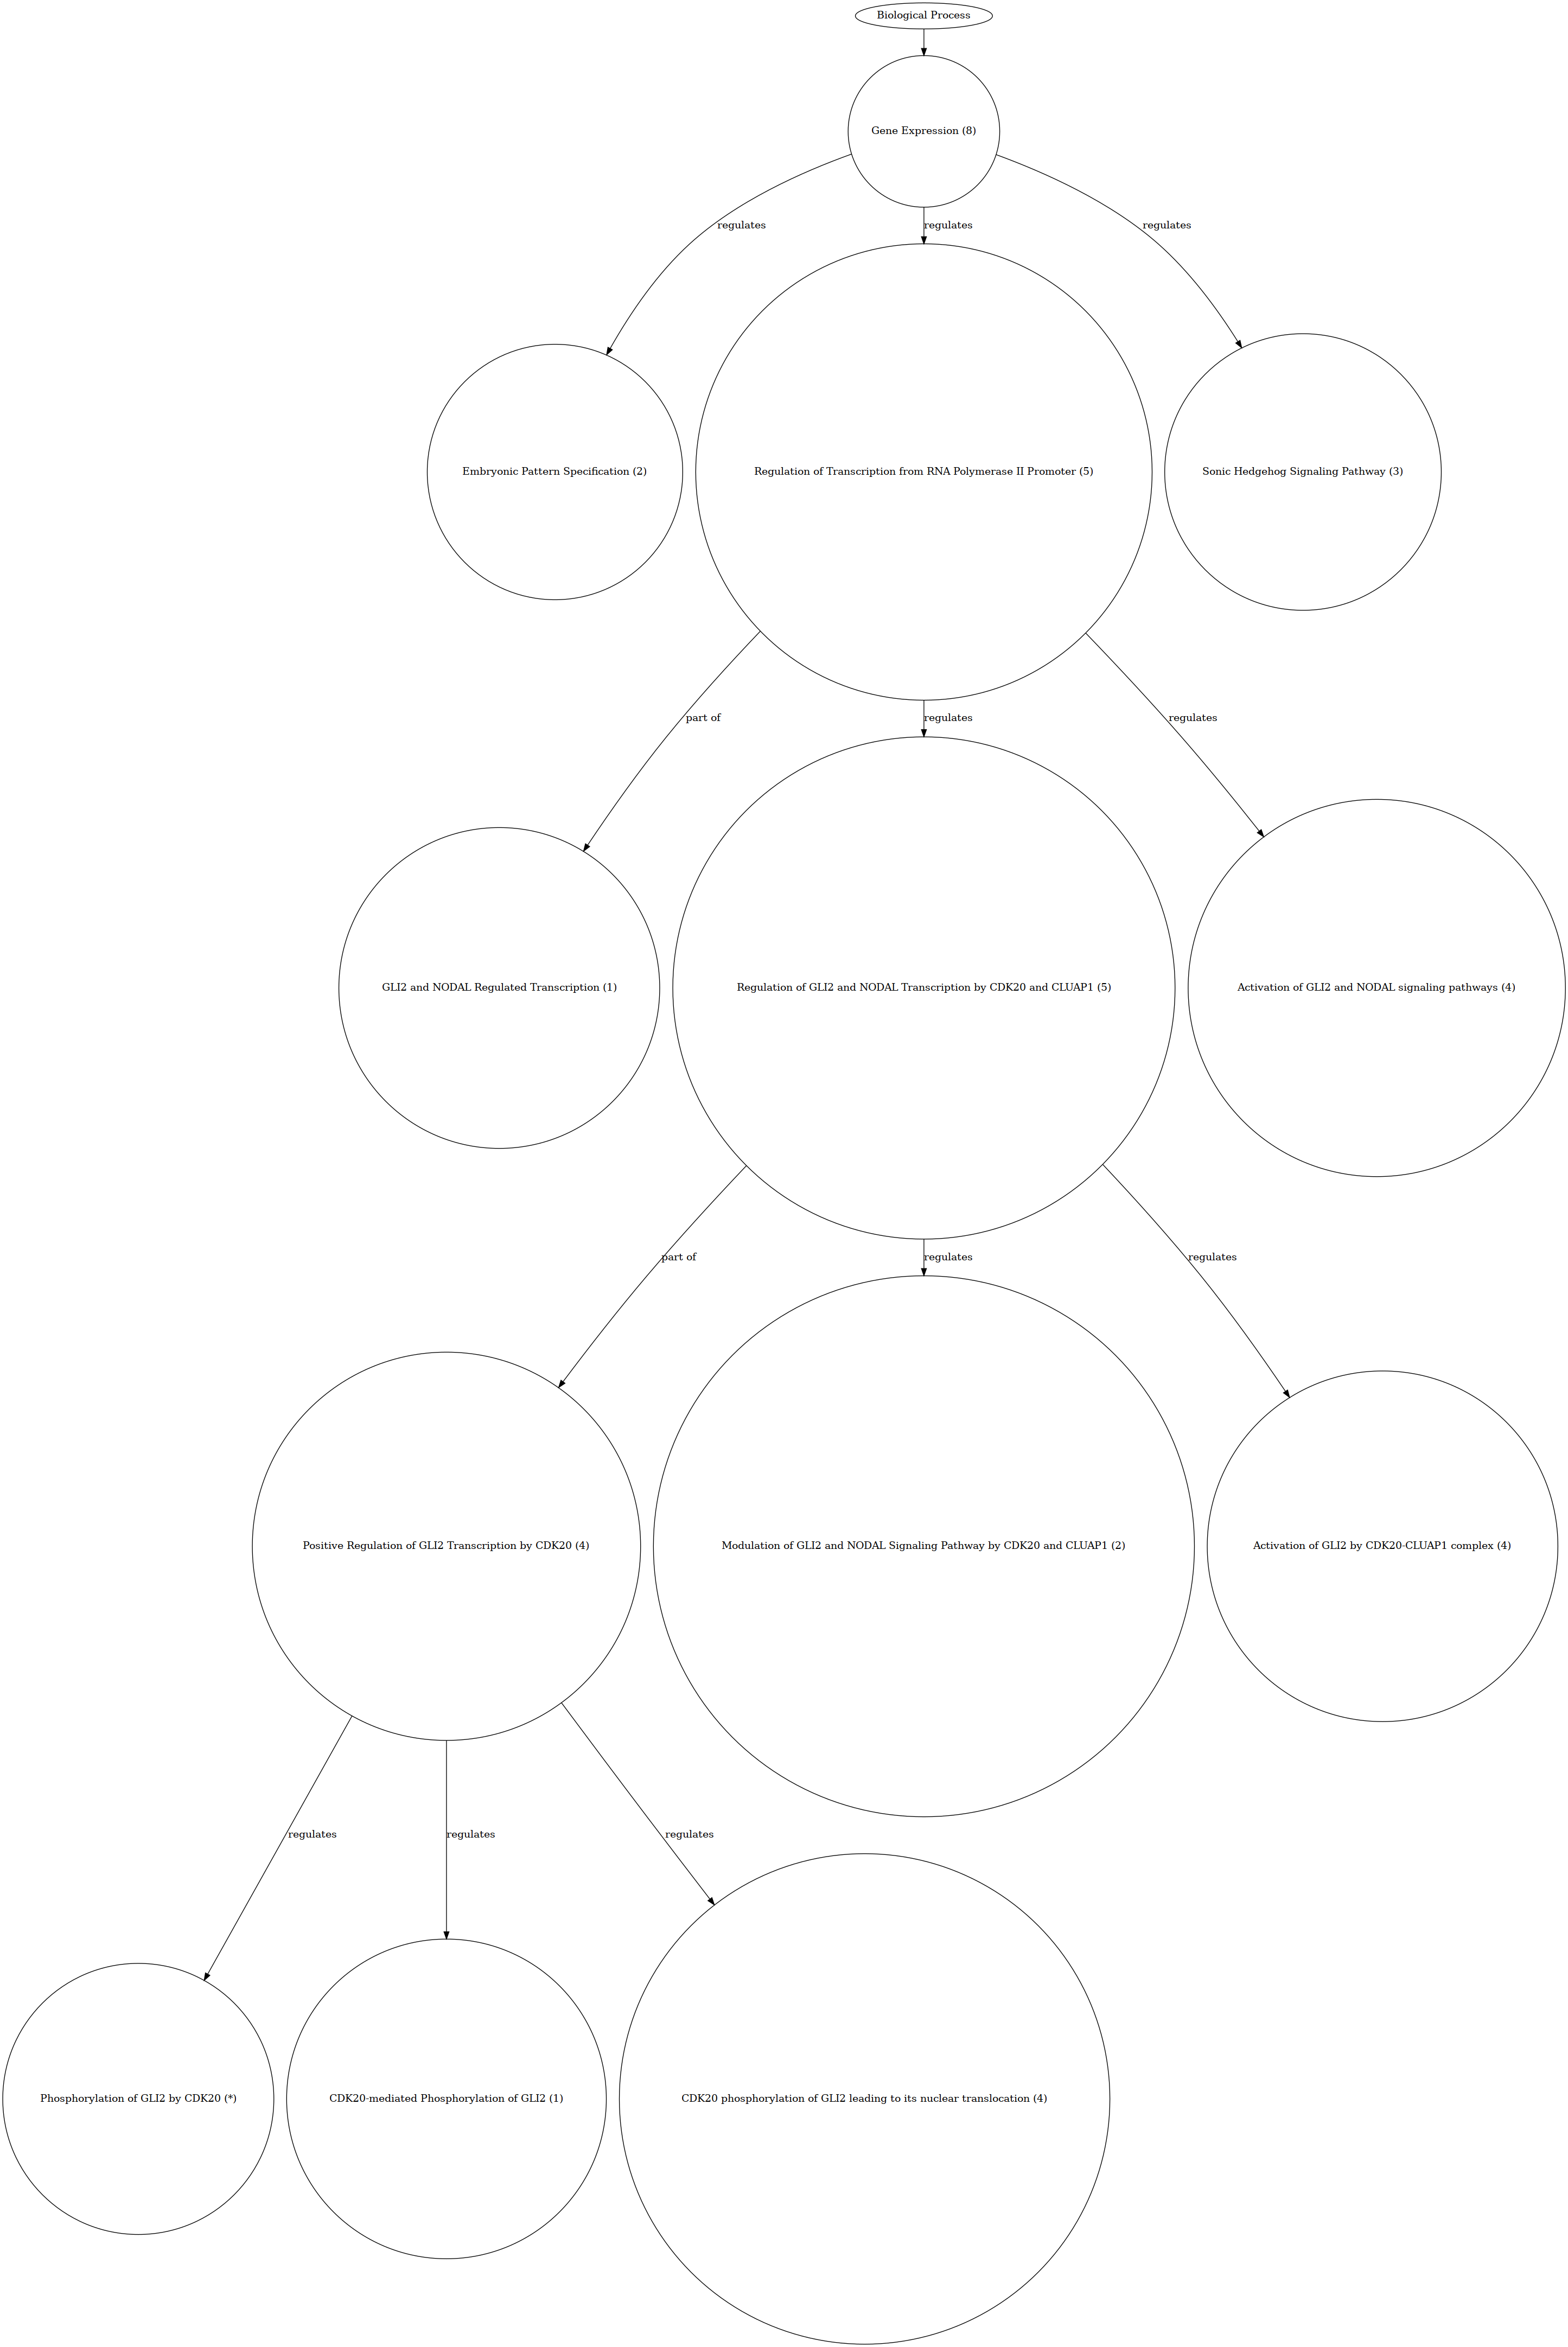 Biological Process
Gene Expression (8)
regulates
regulates
regulates
Embryonic Pattern Specification (2)
Regulation of Transcription from RNA Polymerase II Promoter (5)
Sonic Hedgehog Signaling Pathway (3)
part of
regulates
regulates
GLI2 and NODAL Regulated Transcription (1)
Regulation of GLI2 and NODAL Transcription by CDK20 and CLUAP1 (5)
Activation of GLI2 and NODAL signaling pathways (4)
part of
regulates
regulates
Positive Regulation of GLI2 Transcription by CDK20 (4)
Modulation of GLI2 and NODAL Signaling Pathway by CDK20 and CLUAP1 (2)
Activation of GLI2 by CDK20-CLUAP1 complex (4)
regulates
regulates
regulates
Phosphorylation of GLI2 by CDK20 (*)
CDK20-mediated Phosphorylation of GLI2 (1)
CDK20 phosphorylation of GLI2 leading to its nuclear translocation (4)